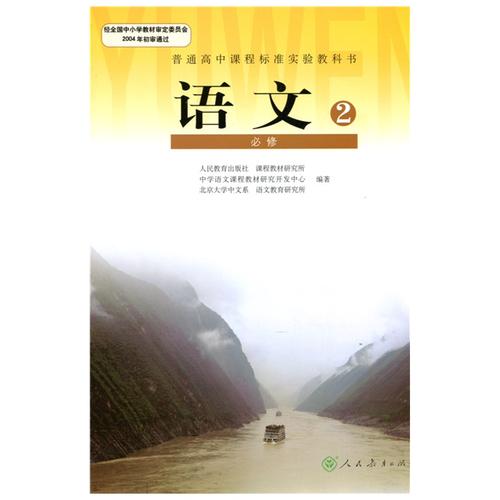 YUWEN
经全国中小学教材审定委员会
2004年初审通过
普通高中课程标准实验教科书
语文2
必修
人民教育出版社 课程教材研究所
中学语文课程教材研究开发中心 编著
北京大学中文系 语文教育研究所
人民教育出版社